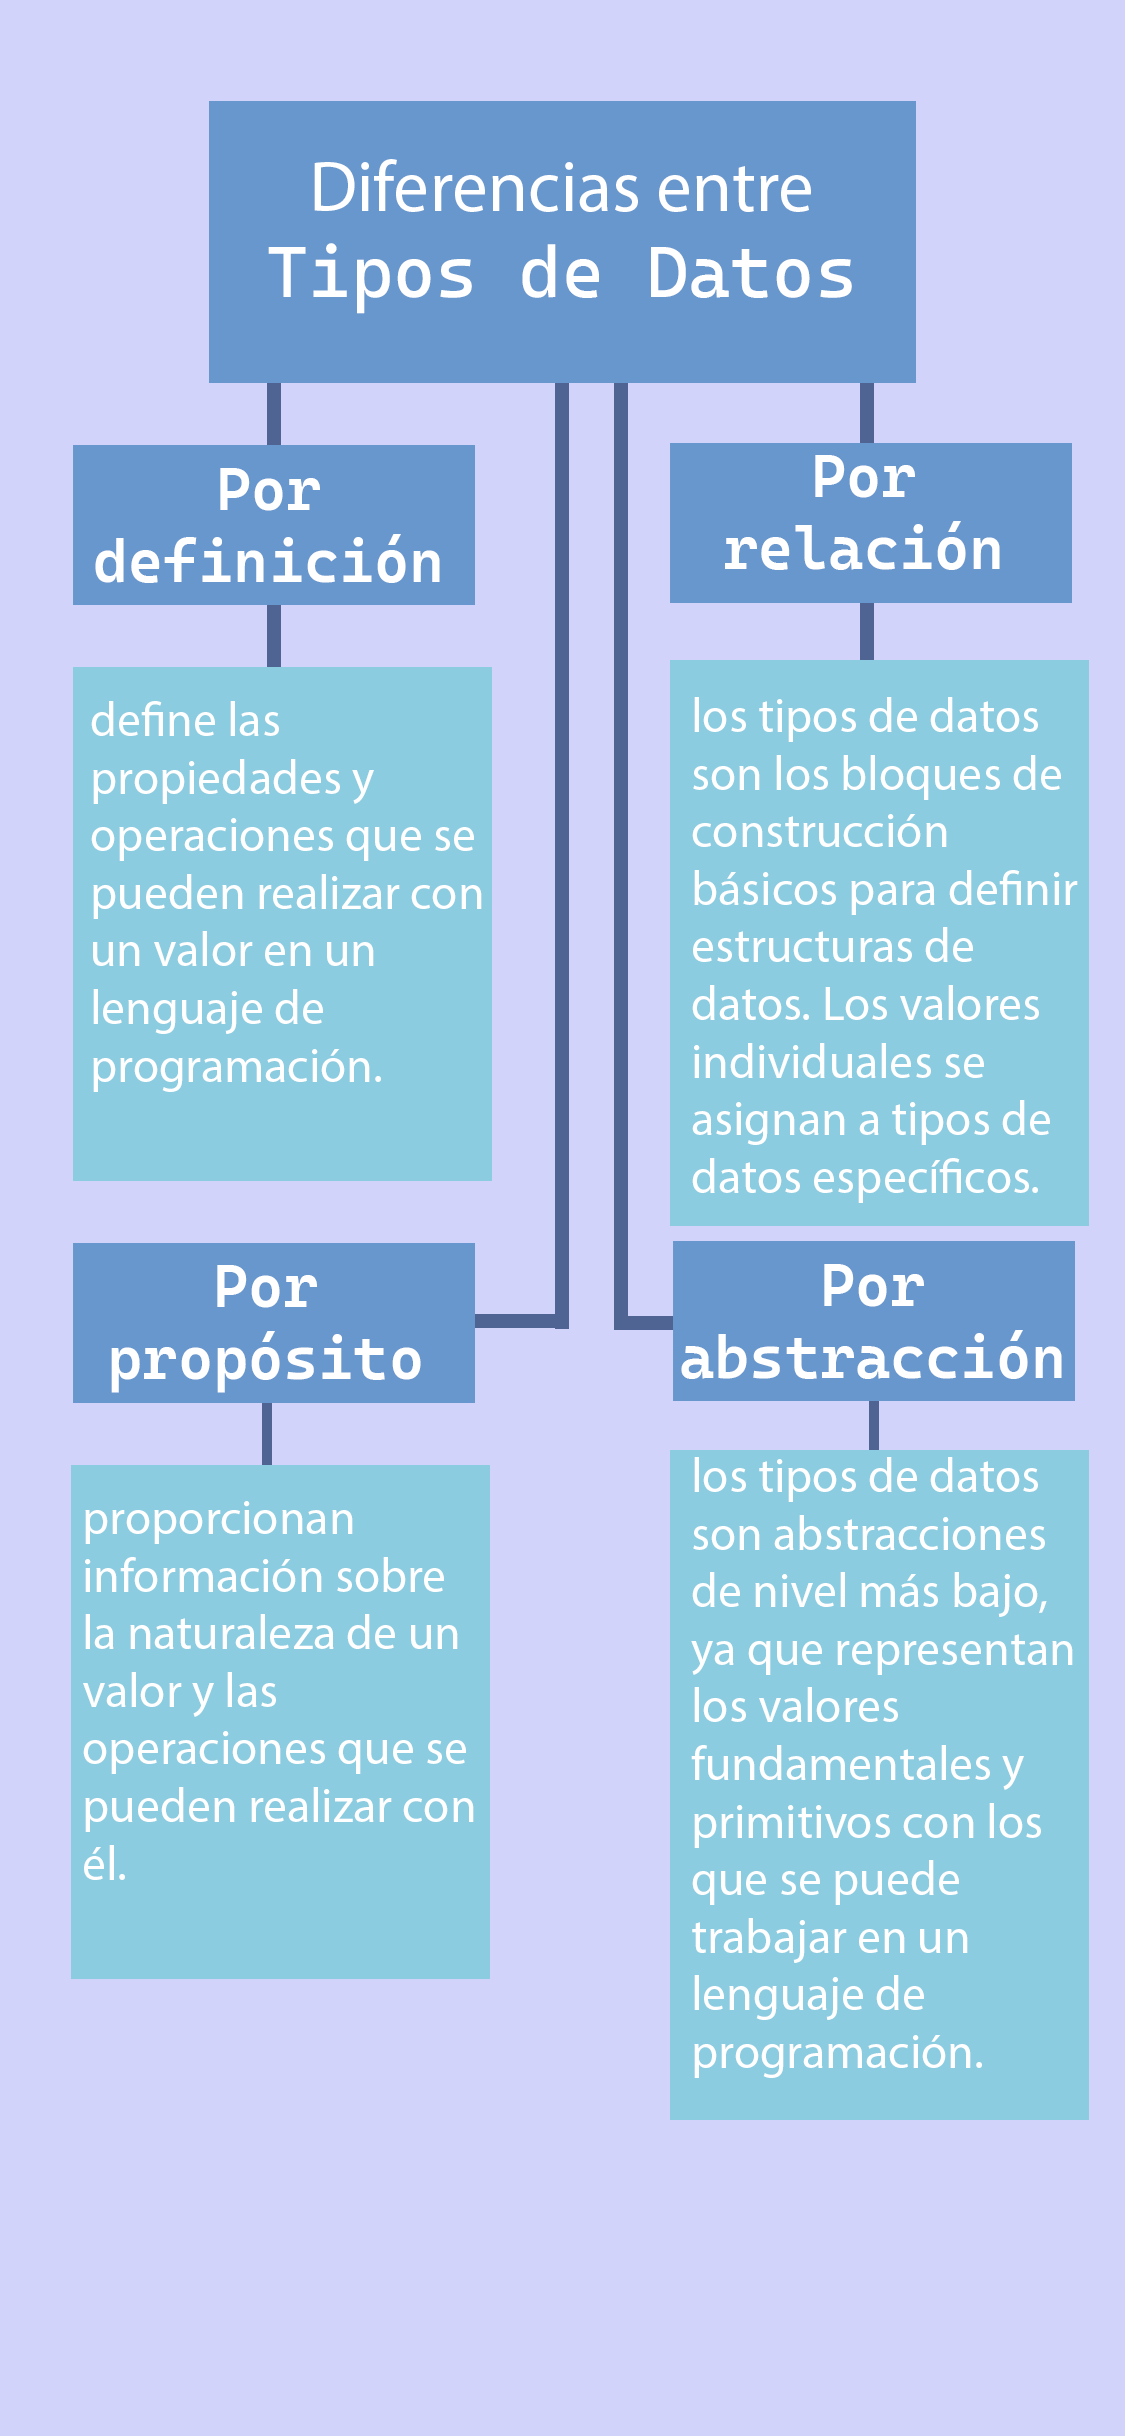 Diferencias entre
Tipos de Datos
Por
definición
define las
propiedades y
operaciones que se
pueden realizar con
un valor en un
lenguaje de
programación.
Por
relación
los tipos de datos
son los bloques de
construcción
básicos para definir
estructuras de
datos. Los valores
individuales se
asignan a tipos de
datos específicos.
Por
propósito
proporcionan
información sobre
la naturaleza de un
valor y las
operaciones que se
pueden realizar con
él.
Por
abstracción
los tipos de datos
son abstracciones
de nivel más bajo,
ya que representan
los valores
fundamentales y
primitivos con los
que se puede
trabajar en un
lenguaje de
programación.